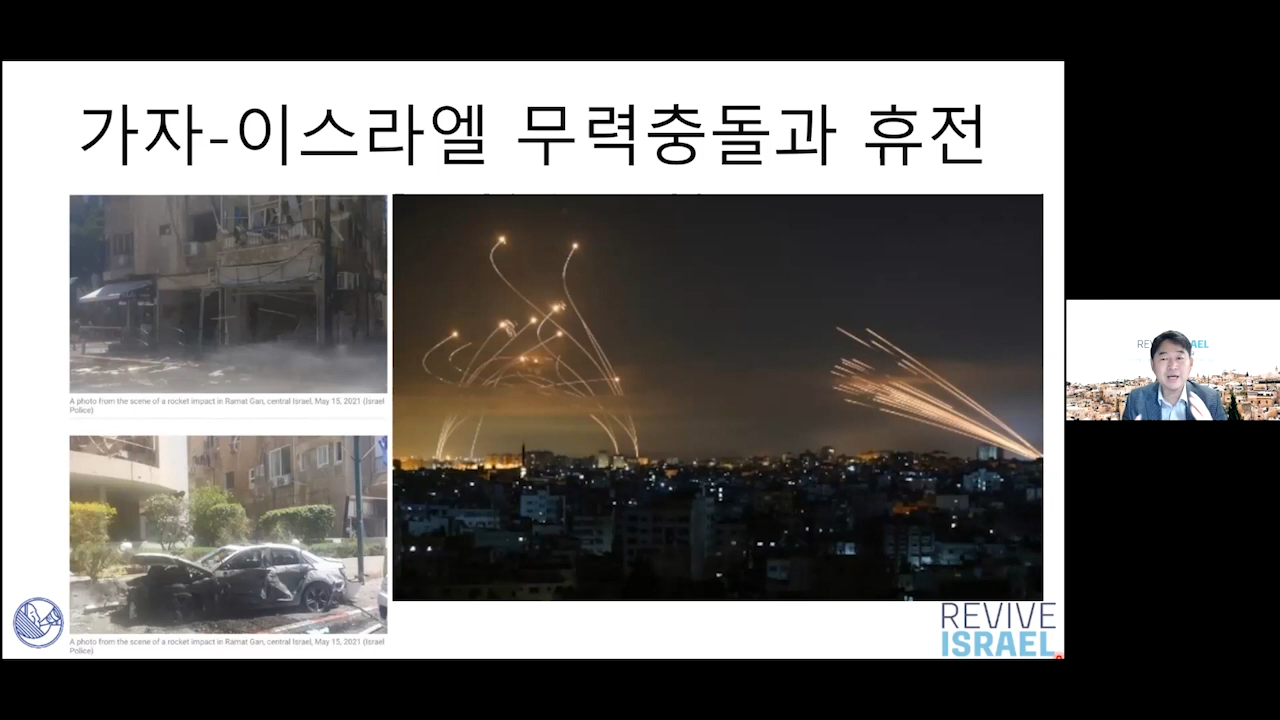 가자-이스라엘 무력충돌과 휴전
A photo from the scene of a rocket impact in Ramat Gan, central Israel, May 15, 2021 (Israel
Police)
A photo from the scene of a rocket impact in Ramat Gan, central Israel, May 15, 2021 (Israel
Police)
REVIVE
ISRAEL